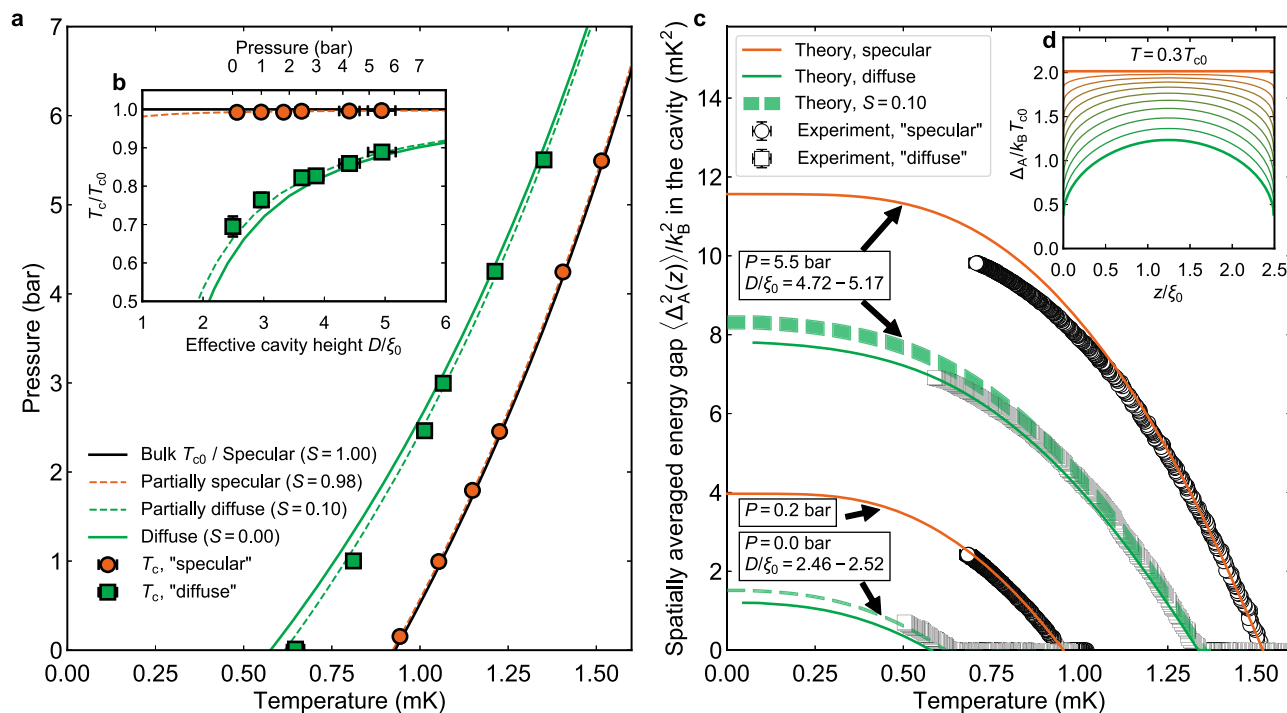 a
7
6
5
4
3
2
1
0
Pressure (bar)
0.00 0.25 0.50 0.75 1.00 1.25 1.50
Temperature (mK)
Bulk T_c0 / Specular (S = 1.00)
Partially specular (S = 0.98)
Partially diffuse (S = 0.10)
Diffuse (S = 0.00)
T_c, "specular"
T_c, "diffuse"
b
Pressure (bar)
0 1 2 3 4 5 6 7
1.0
0.9
0.8
0.7
0.6
0.5
T_c/T_c0
1 2 3 4 5 6
Effective cavity height D/ξ_0
c
14
12
10
8
6
4
2
0
Spatially averaged energy gap ⟨Δ_A^2(z)⟩/k_B^2 in the cavity (mK^2)
0.00 0.25 0.50 0.75 1.00 1.25 1.50
Temperature (mK)
Theory, specular
Theory, diffuse
Theory, S = 0.10
Experiment, "specular"
Experiment, "diffuse"
P = 5.5 bar
D/ξ_0 = 4.72 − 5.17
P = 0.2 bar
P = 0.0 bar
D/ξ_0 = 2.46 − 2.52
d
T = 0.3T_c0
2.0
1.5
1.0
0.5
0.0
Δ_A/k_B T_c0
0.0 0.5 1.0 1.5 2.0 2.5
z/ξ_0